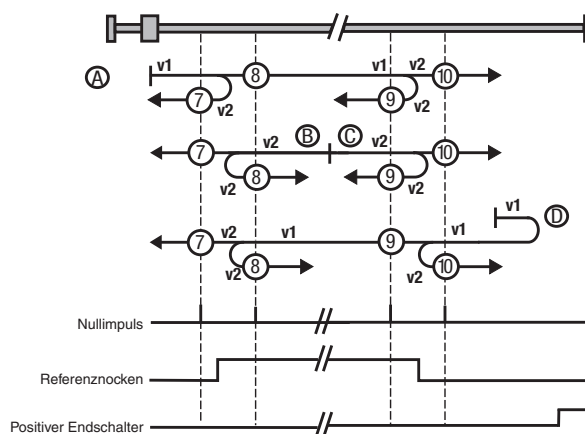 v1 8 v1 v2 10
A
7 v2 9 v2
B C
7 v2 v2 10
v2 8 9 v2
v1 D
7 v2 v1 9 v1
v2 8 v2 10
Nullimpuls
Referenznocken
Positiver Endschalter